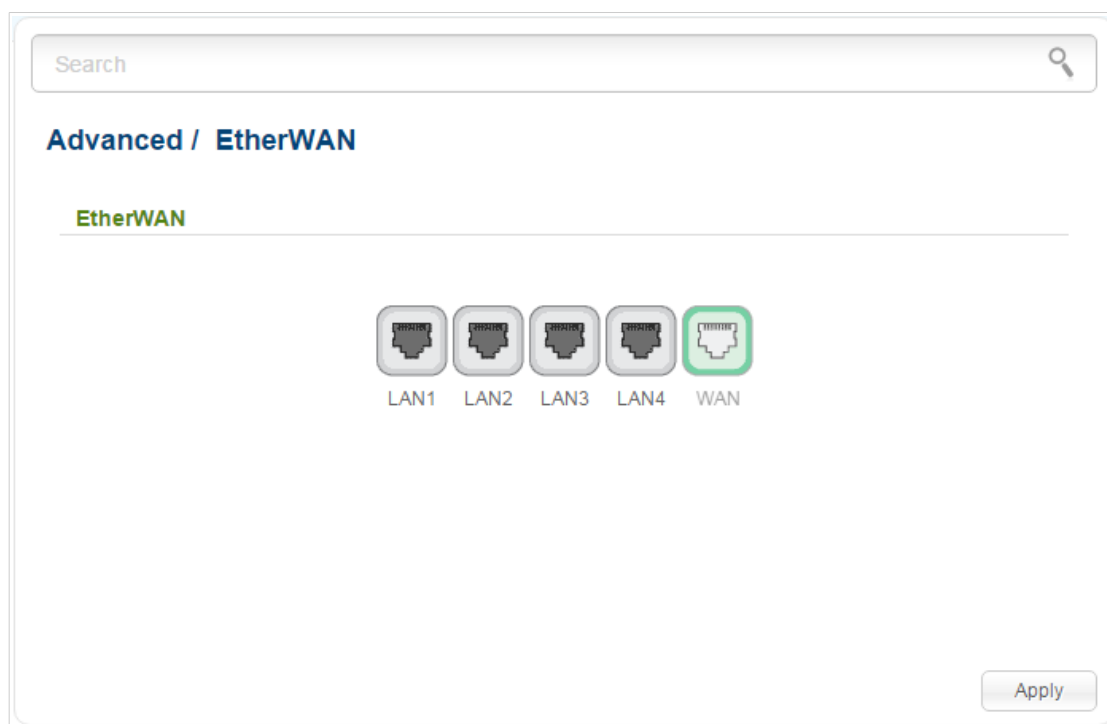 Search
Advanced / EtherWAN
EtherWAN
LAN1 LAN2 LAN3 LAN4 WAN
Apply